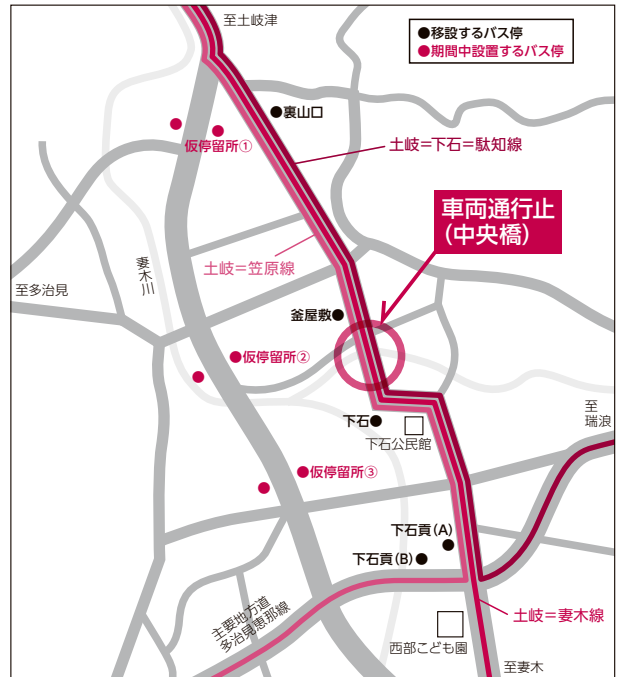 至土岐津
●移設するバス停
●期間中設置するバス停
●裏山口
仮停留所①
土岐=下石=駄知線
車両通行止
(中央橋)
土岐=笠原線
妻木川
至多治見
釜屋敷●
●仮停留所②
至
瑞浪
下石●
下石公民館
●仮停留所③
下石貢(A)
下石貢(B)
主要地方道
多治見恵那線
土岐=妻木線
西部こども園
至妻木